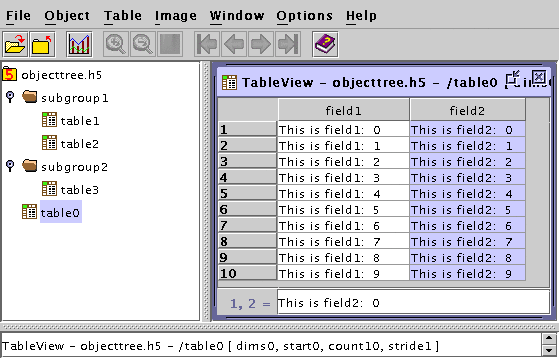 File Object Table Image Window Options Help
objecttree.h5
subgroup1
table1
table2
subgroup2
table3
table0
TableView - objecttree.h5 - /table0 [
field1 field2
1 This is field1: 0 This is field2: 0
2 This is field1: 1 This is field2: 1
3 This is field1: 2 This is field2: 2
4 This is field1: 3 This is field2: 3
5 This is field1: 4 This is field2: 4
6 This is field1: 5 This is field2: 5
7 This is field1: 6 This is field2: 6
8 This is field1: 7 This is field2: 7
9 This is field1: 8 This is field2: 8
10 This is field1: 9 This is field2: 9
1, 2 = This is field2: 0
TableView - objecttree.h5 - /table0 [ dims0, start0, count10, stride1 ]